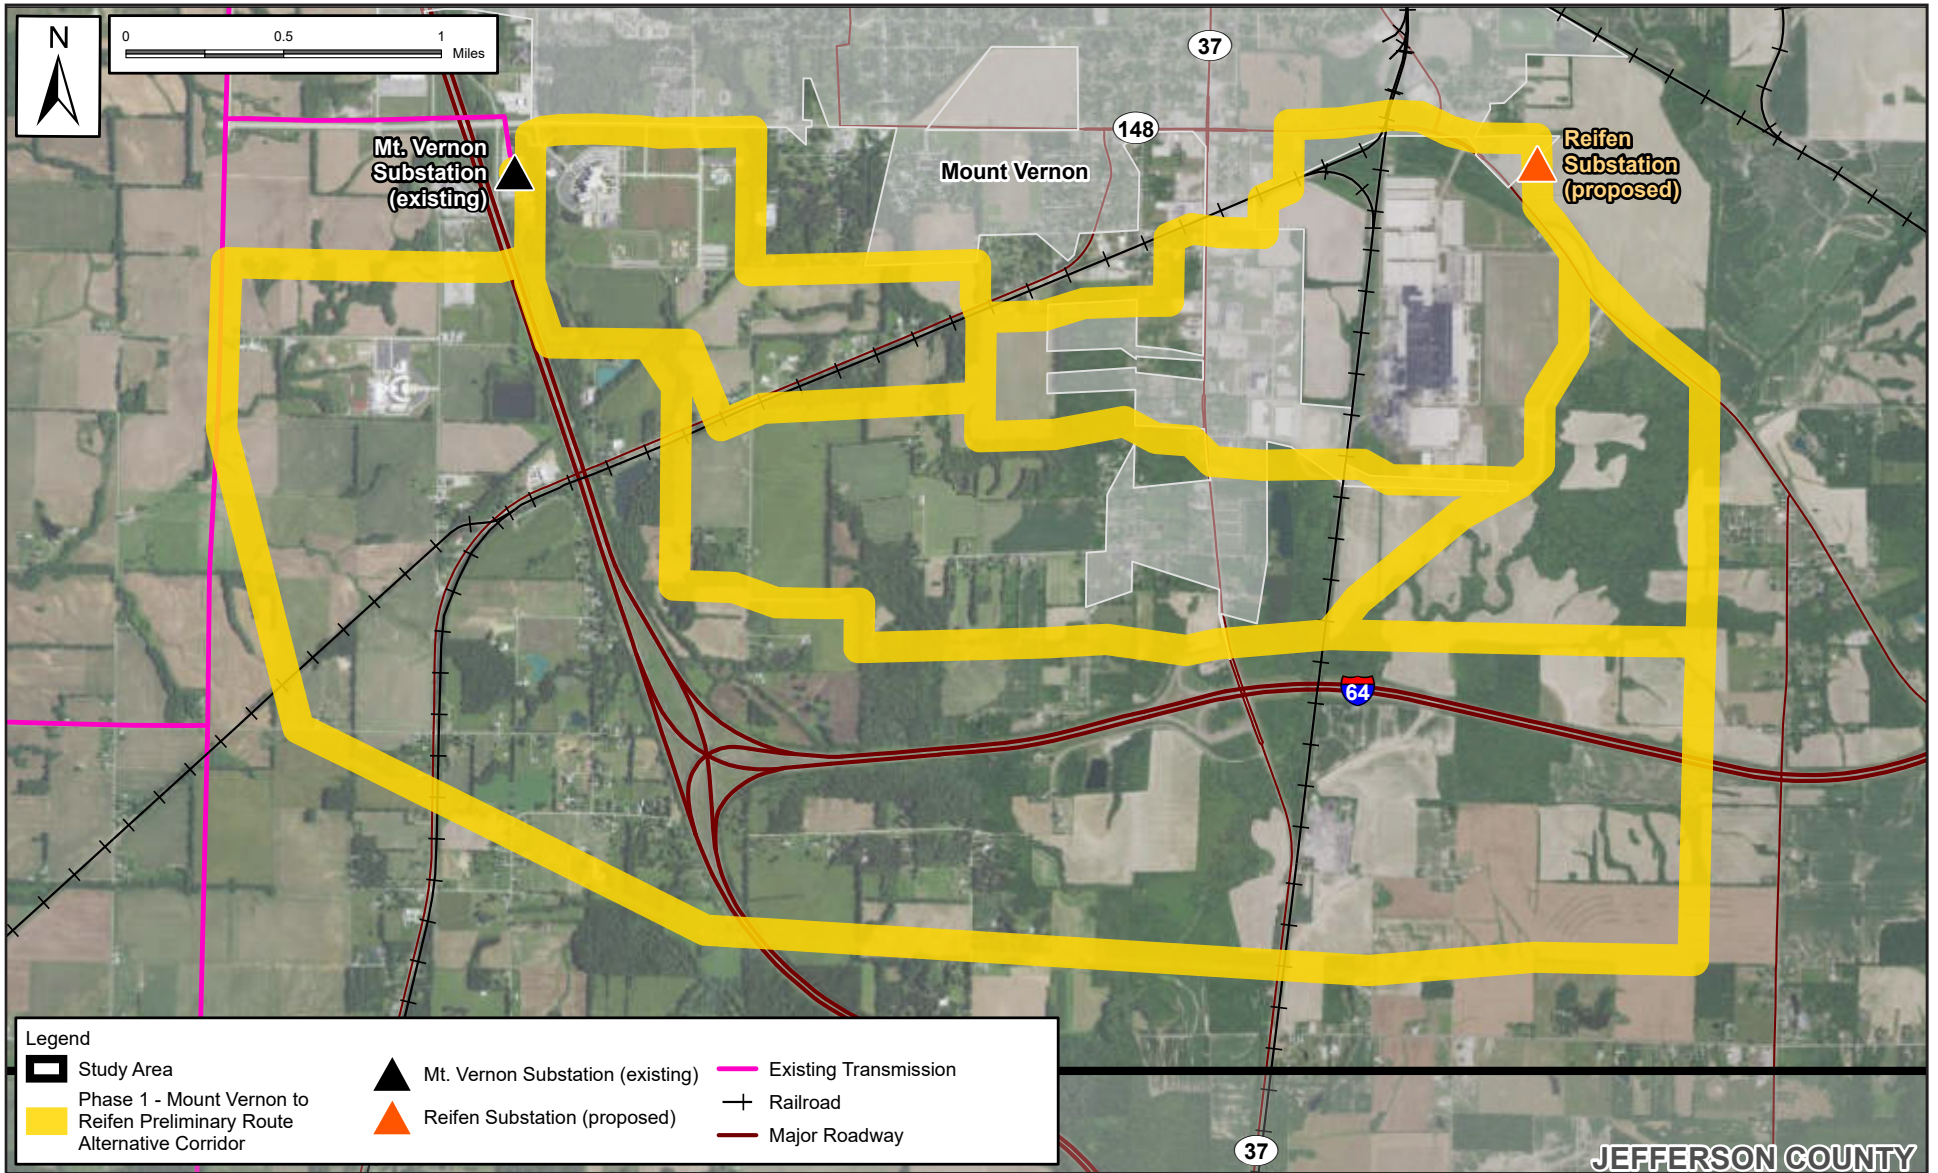 N
0 0.5 1
Miles
37
148
Mt. Vernon
Substation
(existing)
Mount Vernon
Reifen
Substation
(proposed)
64
Legend
Study Area
Phase 1 - Mount Vernon to
Reifen Preliminary Route
Alternative Corridor
Mt. Vernon Substation (existing)
Reifen Substation (proposed)
Existing Transmission
Railroad
Major Roadway
37
JEFFERSON COUNTY